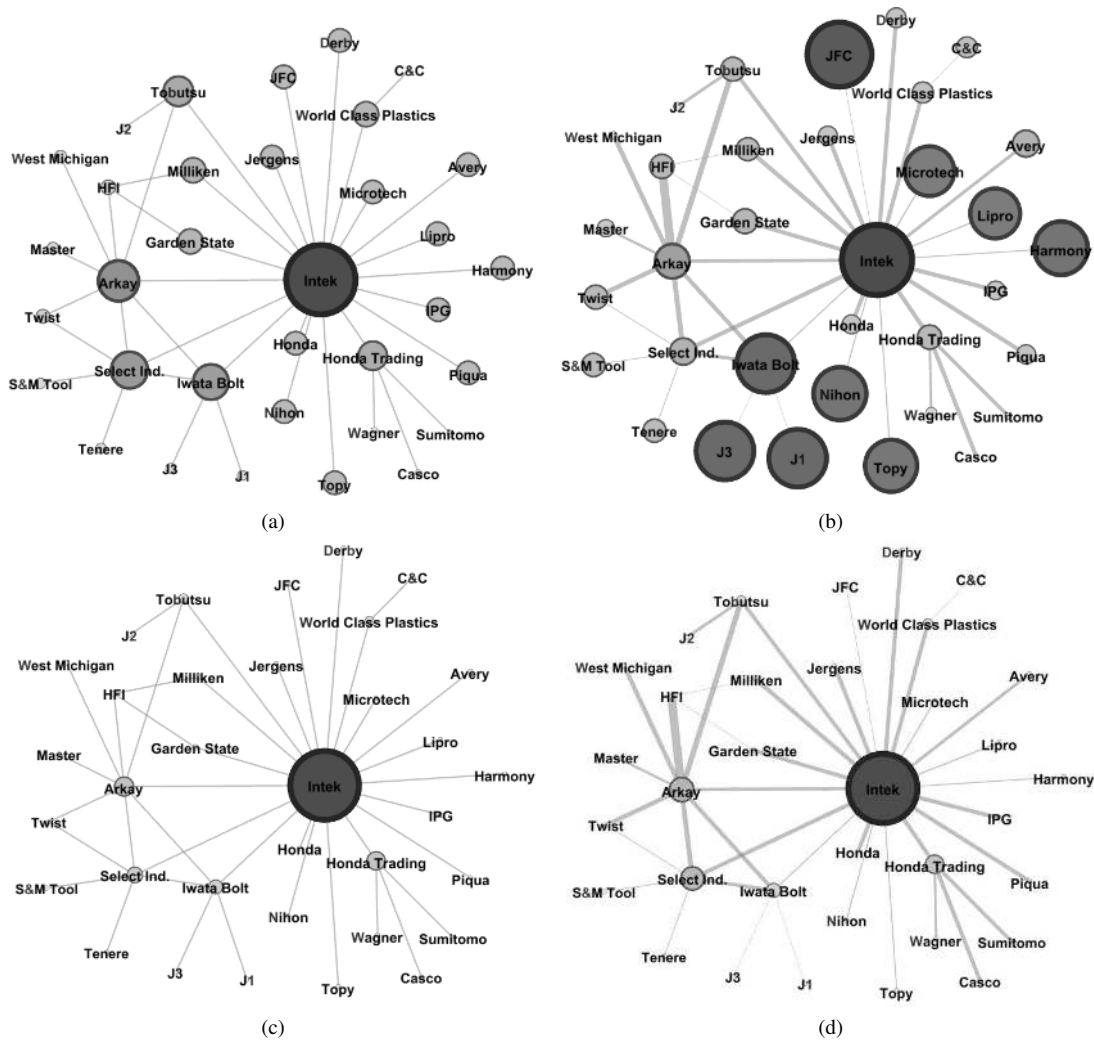 Derby
JFC
C&C
Tobutsu
World Class Plastics
J2
West Michigan
Milliken
Jergens
Avery
HFI
Microtech
Garden State
Lipro
Master
Harmony
Arkay
Intek
IPG
Twist
Honda
Honda Trading
Select Ind.
Iwata Bolt
Piqua
S&M Tool
Nihon
Wagner
Sumitomo
Tenere
J3
J1
Casco
Topy
(a)
Derby
JFC
C&C
Tobutsu
World Class Plastics
J2
West Michigan
Jergens
Avery
Milliken
HFI
Microtech
Lipro
Garden State
Master
Harmony
Arkay
Intek
IPG
Twist
Honda
Honda Trading
Select Ind.
Piqua
S&M Tool
Iwata Bolt
Nihon
Wagner
Sumitomo
Tenere
J3
J1
Casco
Topy
(b)
Derby
JFC
C&C
Tobutsu
World Class Plastics
J2
West Michigan
Jergens
Milliken
Avery
HFI
Microtech
Garden State
Lipro
Master
Harmony
Arkay
Intek
IPG
Twist
Honda
Honda Trading
Select Ind.
Iwata Bolt
Piqua
S&M Tool
Nihon
Wagner
Sumitomo
Tenere
J3
J1
Casco
Topy
(c)
Derby
JFC
C&C
Tobutsu
World Class Plastics
J2
West Michigan
Jergens
Milliken
Avery
HFI
Microtech
Garden State
Lipro
Master
Harmony
Arkay
Intek
IPG
Twist
Honda
Honda Trading
Select Ind.
Iwata Bolt
Piqua
S&M Tool
Nihon
Wagner
Sumitomo
Tenere
J3
J1
Casco
Topy
(d)